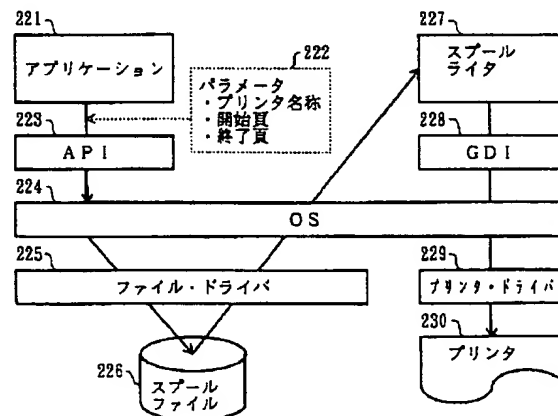 221
アプリケーション
222
パラメータ
・プリンタ名称
・開始頁
・終了頁
227
スプール
ライタ
223
API
228
GDI
224
OS
225
ファイル・ドライバ
229
プリンタ・ドライバ
226
スプール
ファイル
230
プリンタ